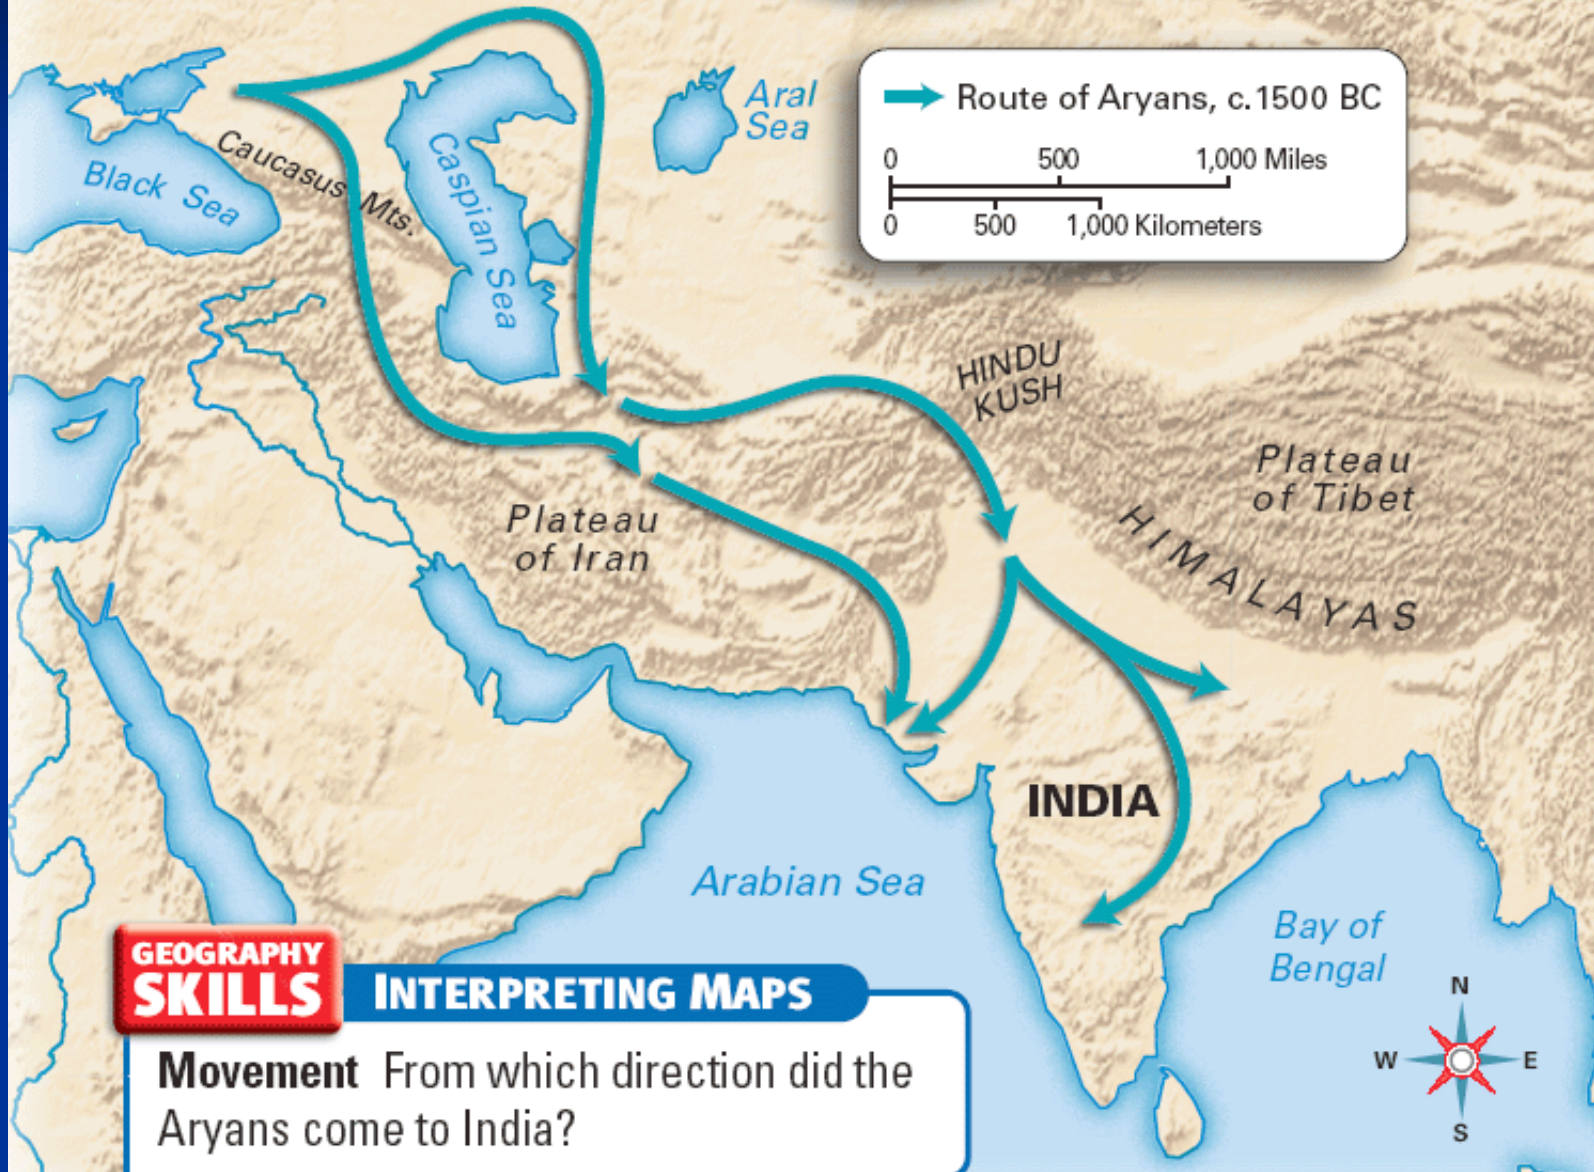 Aral
Sea
Route of Aryans, c.1500 BC
0 500 1,000 Miles
0 500 1,000 Kilometers
Caucasus Mts.
Black Sea
Caspian Sea
HINDU
KUSH
Plateau
of Tibet
HIMALAYAS
Plateau
of Iran
INDIA
Arabian Sea
Bay of
Bengal
N
W E
S
GEOGRAPHY
SKILLS
INTERPRETING MAPS
Movement From which direction did the
Aryans come to India?